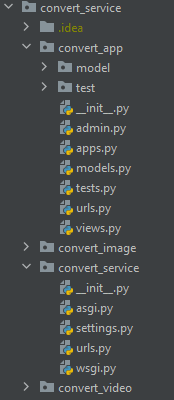 convert_service
.idea
convert_app
model
test
__init__.py
admin.py
apps.py
models.py
tests.py
urls.py
views.py
convert_image
convert_service
__init__.py
asgi.py
settings.py
urls.py
wsgi.py
convert_video